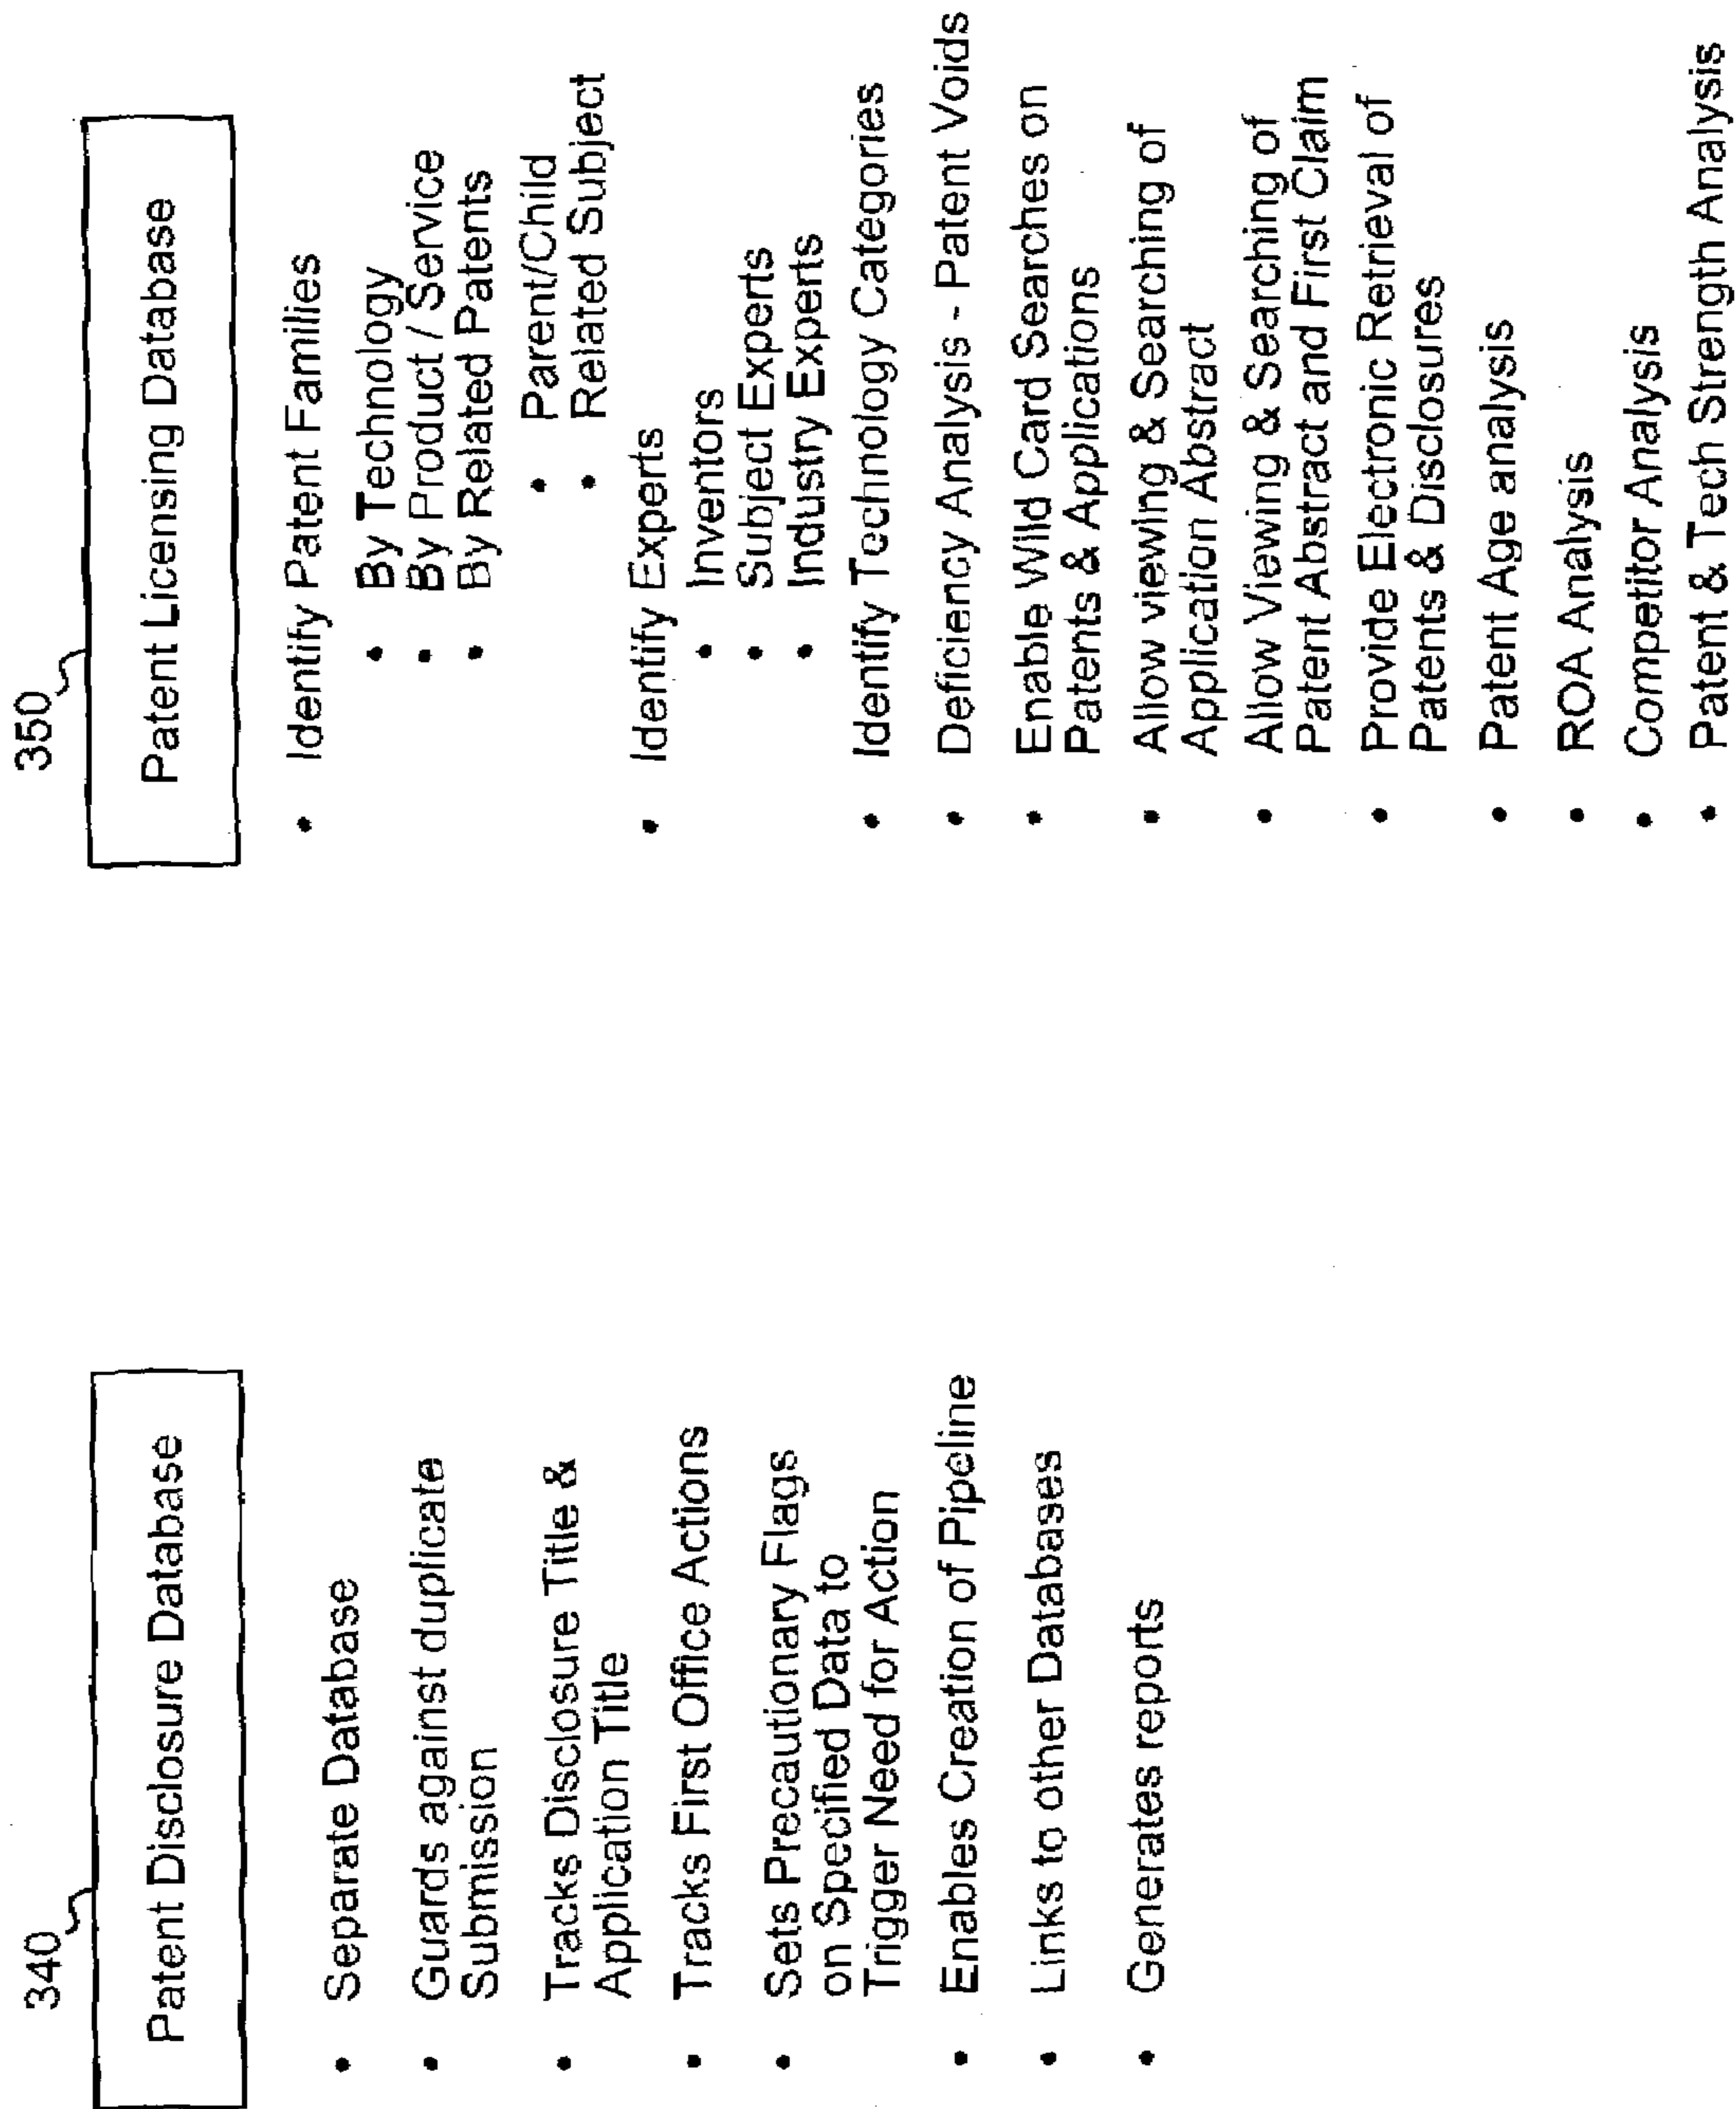 340
Patent Disclosure Database
• Separate Database
• Guards against duplicate
Submission
• Tracks Disclosure Title &
Application Title
• Tracks First Office Actions
• Sets Precautionary Flags
on Specified Data to
Trigger Need for Action
• Enables Creation of Pipeline
• Links to other Databases
• Generates reports
350
Patent Licensing Database
• Identify Patent Families
• By Technology
• By Product / Service
• By Related Patents
• Parent/Child
• Related Subject
• Identify Experts
• Inventors
• Subject Experts
• Industry Experts
• Identify Technology Categories
• Deficiency Analysis - Patent Voids
• Enable Wild Card Searches on
Patents & Applications
• Allow viewing & Searching of
Application Abstract
• Allow Viewing & Searching of
Patent Abstract and First Claim
• Provide Electronic Retrieval of
Patents & Disclosures
• Patent Age analysis
• ROA Analysis
• Competitor Analysis
• Patent & Tech Strength Analysis